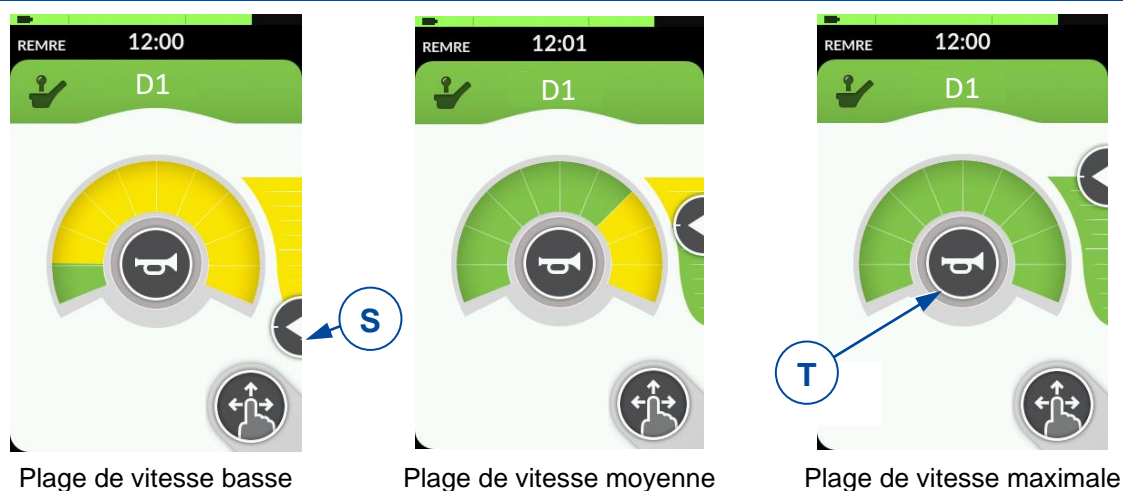 REMRE 12:00
D1
REMRE 12:01
D1
REMRE 12:00
D1
S
T
Plage de vitesse basse
Plage de vitesse moyenne
Plage de vitesse maximale